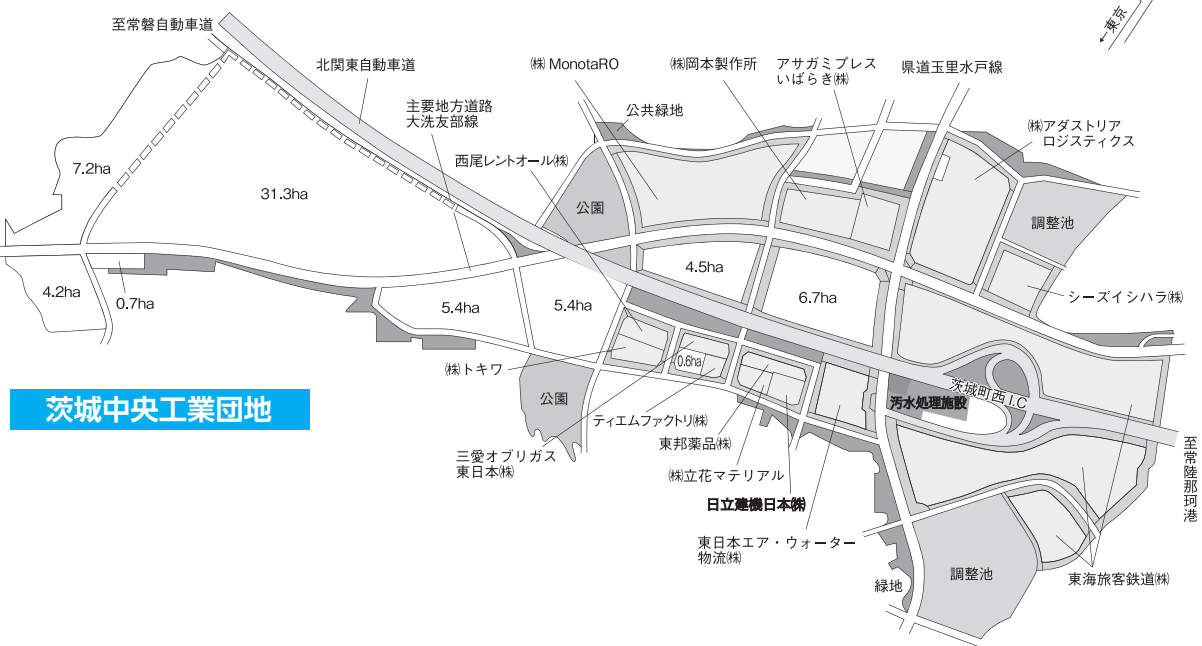 ←東京
至常磐自動車道
北関東自動車道
㈱MonotaRO
㈱岡本製作所
アサガミプレス
いばらき㈱
県道玉里水戸線
主要地方道路
大洗友部線
公共緑地
㈱アダストリア
ロジスティクス
西尾レントオール㈱
7.2ha
31.3ha
公園
調整池
4.5ha
4.2ha
0.7ha
5.4ha
5.4ha
6.7ha
シーズイシハラ㈱
㈱トキワ
0.6ha
茨城町西I.C
汚水処理施設
茨城中央工業団地
公園
ティエムファクトリ㈱
東邦薬品㈱
三愛オブリガス
東日本㈱
㈱立花マテリアル
日立建機日本㈱
至常陸那珂港
東日本エア・ウォーター
物流㈱
緑地
調整池
東海旅客鉄道㈱